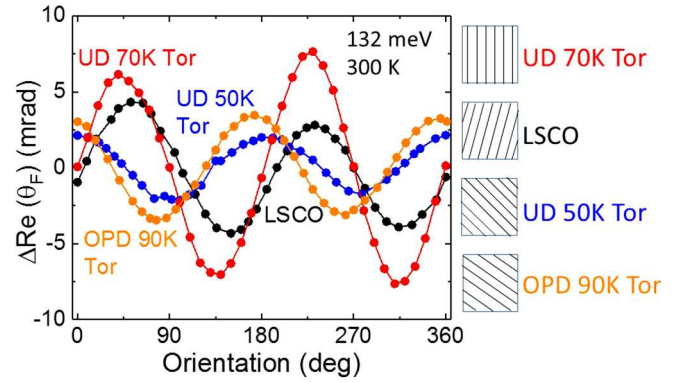 10
5
0
-5
-10
ΔRe (θF) (mrad)
UD 70K Tor
UD 50K
Tor
132 meV
300 K
OPD 90K
Tor
LSCO
0 90 180 270 360
Orientation (deg)
UD 70K Tor
LSCO
UD 50K Tor
OPD 90K Tor